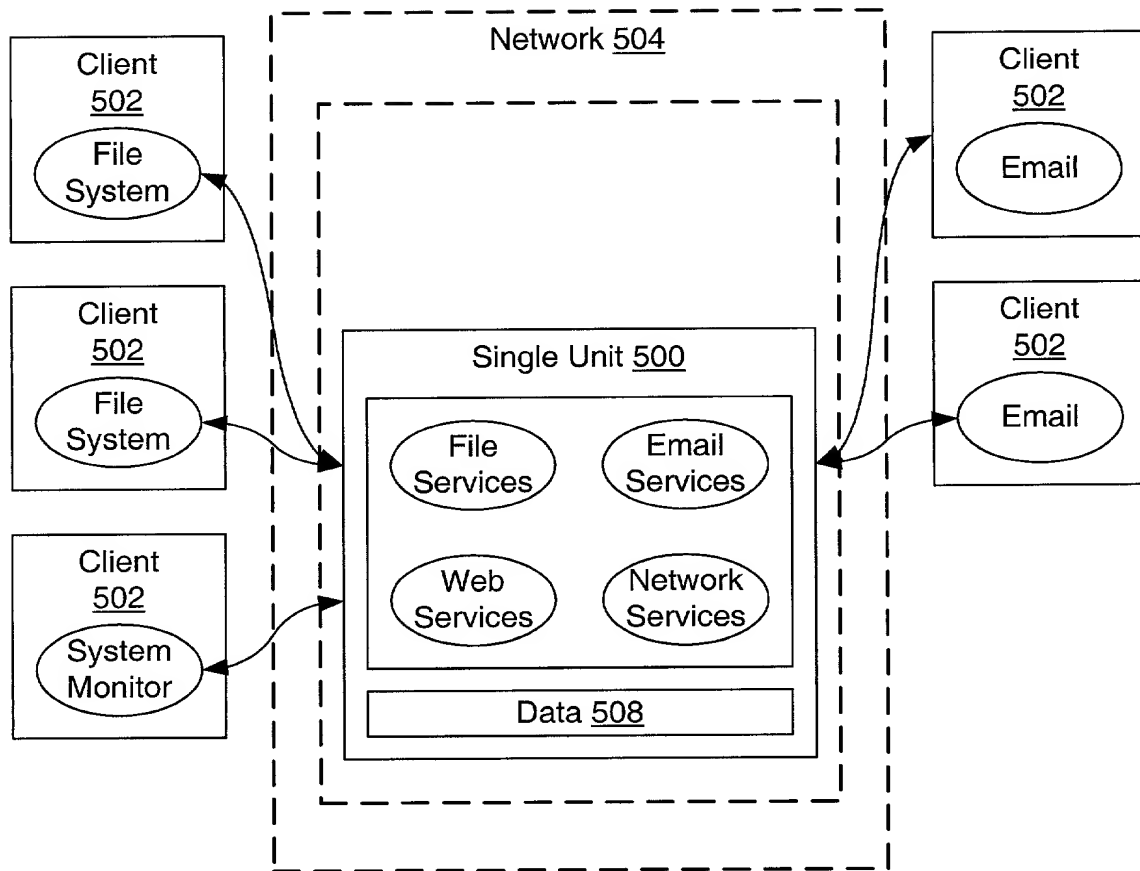 Network 504
Client
502
File
System
Client
502
File
System
Client
502
System
Monitor
Single Unit 500
File
Services
Email
Services
Web
Services
Network
Services
Data 508
Client
502
Email
Client
502
Email